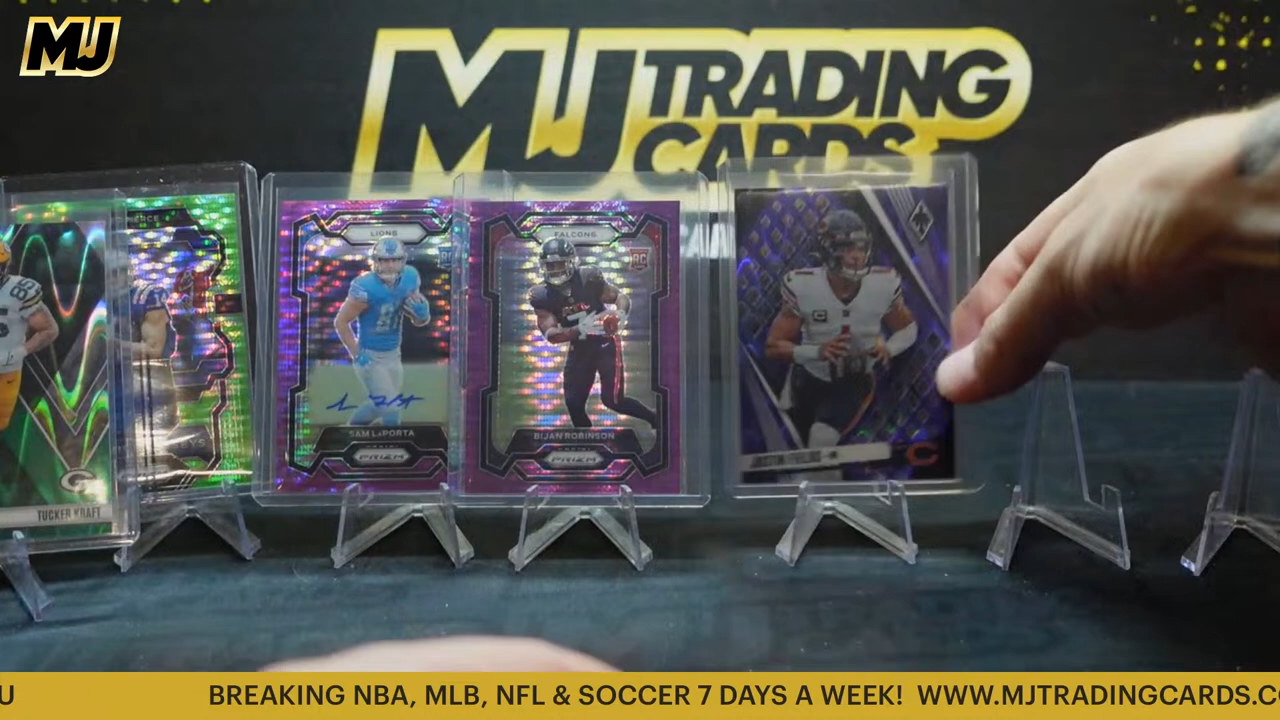 MJ
MJ TRADING
CARDS
LIONS
SAM LAPORTA
PRIZM
FALCONS
RC
BIJAN ROBINSON
PRIZM
1
TUCKER KRAFT
G
C
BREAKING NBA, MLB, NFL & SOCCER 7 DAYS A WEEK! WWW.MJTRADINGCARDS.CO